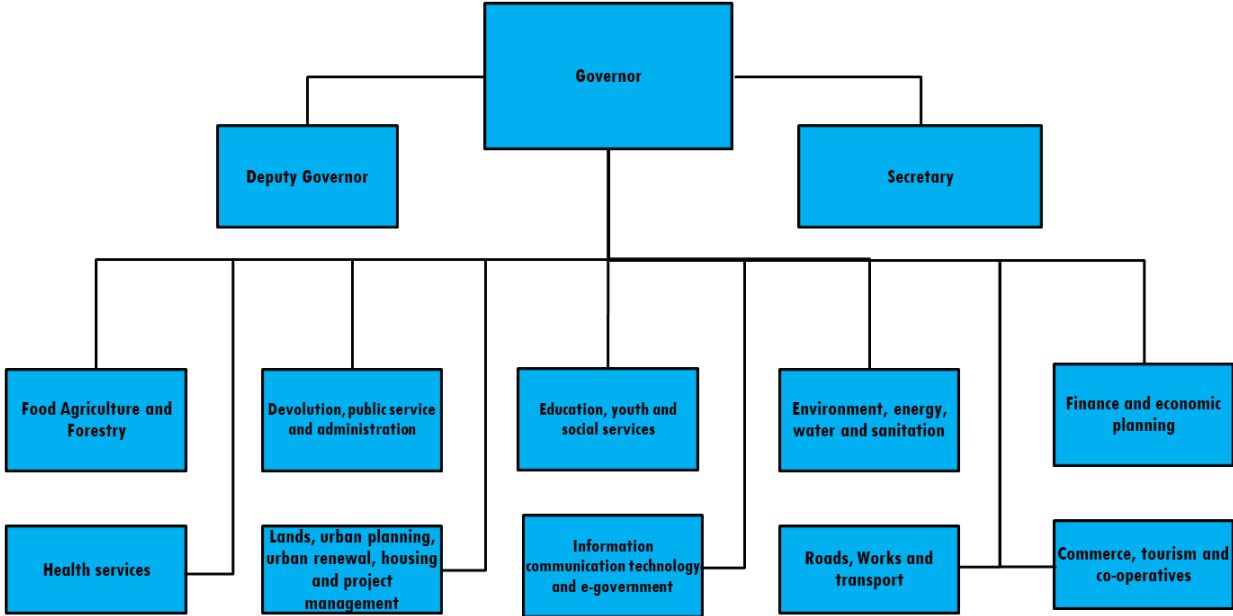 Governor
Deputy Governor
Secretary
Food Agriculture and
Forestry
Devolution, public service
and administration
Education, youth and
social services
Environment, energy,
water and sanitation
Finance and economic
planning
Health services
Lands, urban planning,
urban renewal, housing
and project
management
Information
communication technology
and e-government
Roads, Works and
transport
Commerce, tourism and
co-operatives